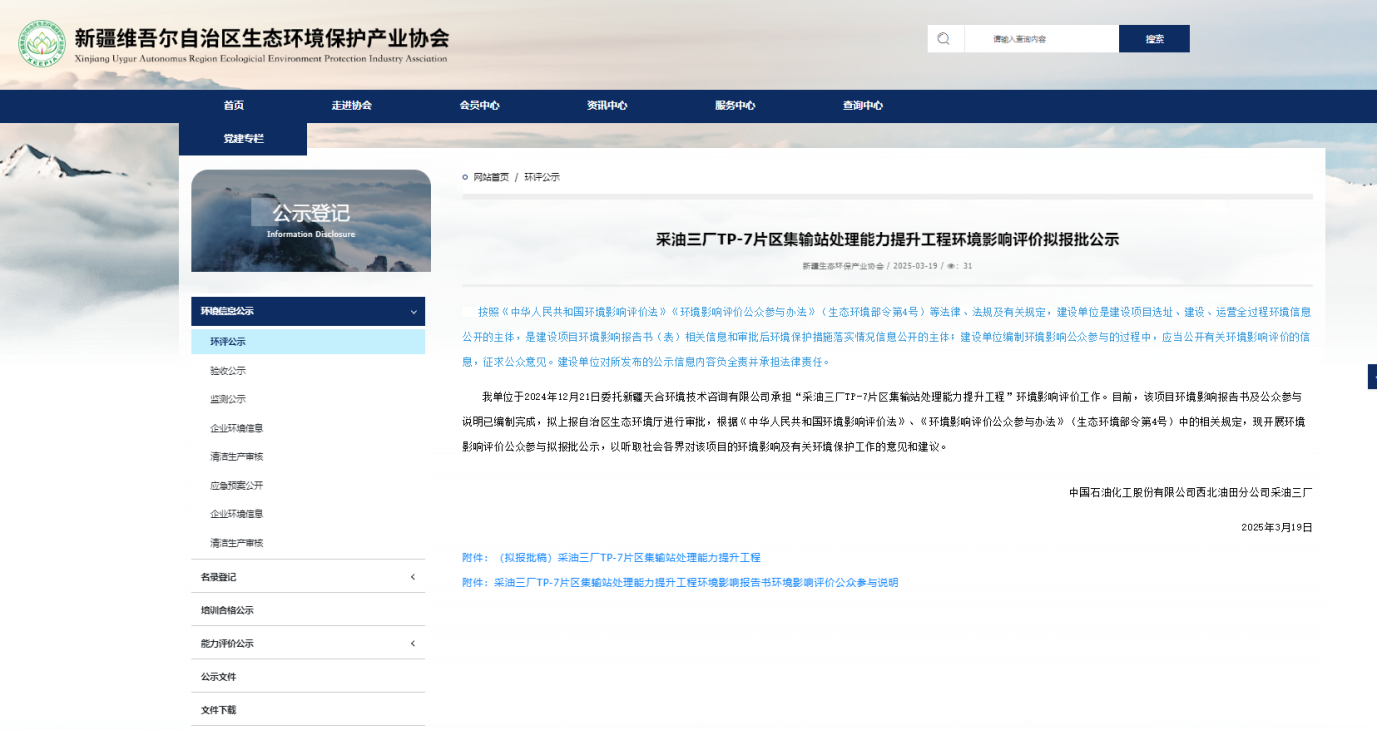 新疆维吾尔自治区生态环境保护产业协会
Xinjiang Uygur Autonomus Region Ecologicial Environment Protection Industry Assciation
XEEPIA
请输入查询内容
搜索
首页
走进协会
会员中心
资讯中心
服务中心
查询中心
党建专栏
公示登记
Information Disclosure
环境信息公示
环评公示
验收公示
监测公示
企业环境信息
清洁生产审核
应急预案公开
企业环境信息
清洁生产审核
名录登记
培训合格公示
能力评价公示
公示文件
文件下载
网站首页 / 环评公示
采油三厂TP-7片区集输站处理能力提升工程环境影响评价拟报批公示
新疆生态环保产业协会 / 2025-03-19 / : 31
按照《中华人民共和国环境影响评价法》《环境影响评价公众参与办法》（生态环境部令第4号）等法律、法规及有关规定，建设单位是建设项目选址、建设、运营全过程环境信息
公开的主体，是建设项目环境影响报告书（表）相关信息和审批后环境保护措施落实情况信息公开的主体；建设单位编制环境影响公众参与的过程中，应当公开有关环境影响评价的信
息，征求公众意见。建设单位对所发布的公示信息内容负全责并承担法律责任。
我单位于2024年12月21日委托新疆天合环境技术咨询有限公司承担“采油三厂TP-7片区集输站处理能力提升工程”环境影响评价工作。目前，该项目环境影响报告书及公众参与
说明已编制完成，拟上报自治区生态环境厅进行审批，根据《中华人民共和国环境影响评价法》、《环境影响评价公众参与办法》（生态环境部令第4号）中的相关规定，现开展环境
影响评价公众参与拟报批公示，以听取社会各界对该项目的环境影响及有关环境保护工作的意见和建议。
中国石油化工股份有限公司西北油田分公司采油三厂
2025年3月19日
附件：（拟报批稿）采油三厂TP-7片区集输站处理能力提升工程
附件：采油三厂TP-7片区集输站处理能力提升工程环境影响报告书环境影响评价公众参与说明